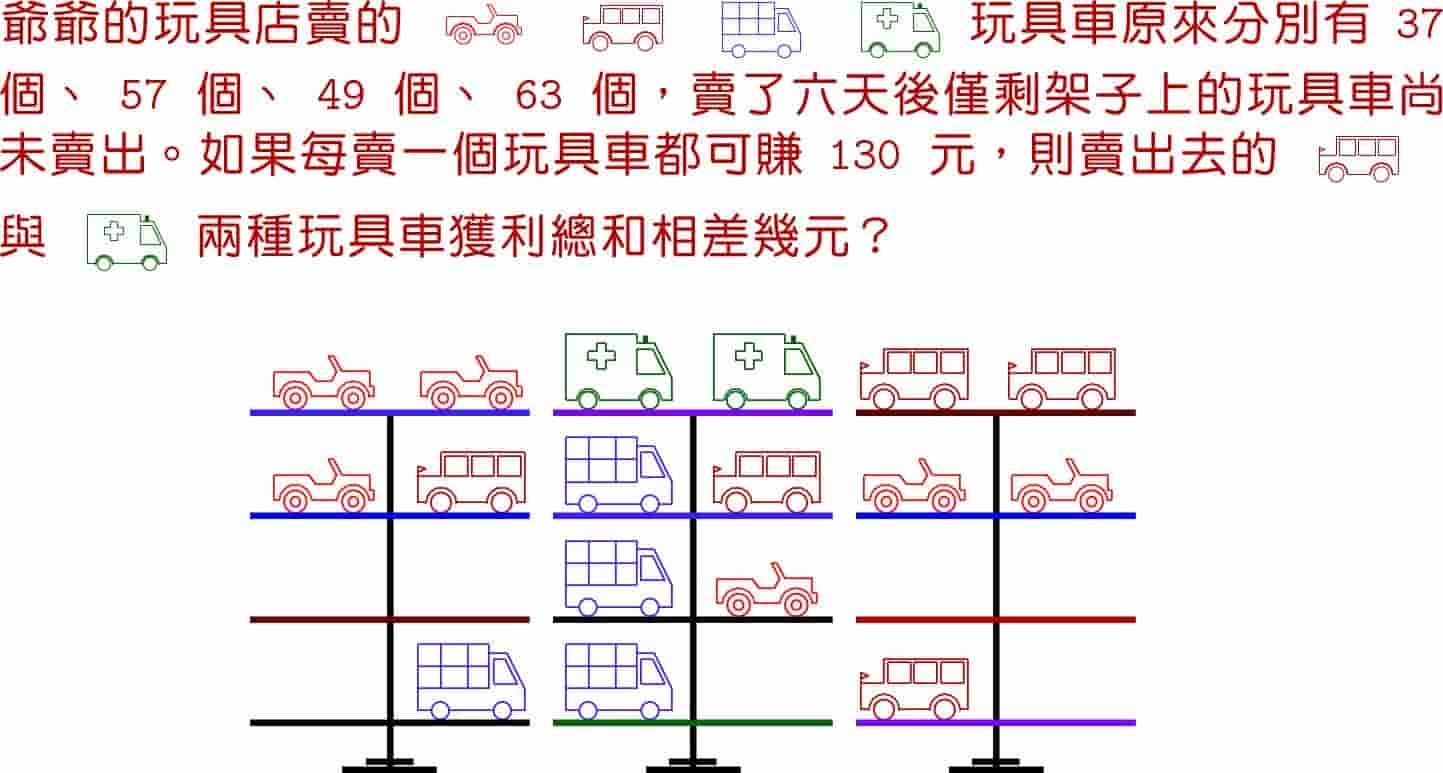 爺爺的玩具店賣的 玩具車原來分別有 37
個、 57 個、 49 個、 63 個，賣了六天後僅剩架子上的玩具車尚
未賣出。如果每賣一個玩具車都可賺 130 元，則賣出去的
與 兩種玩具車獲利總和相差幾元？